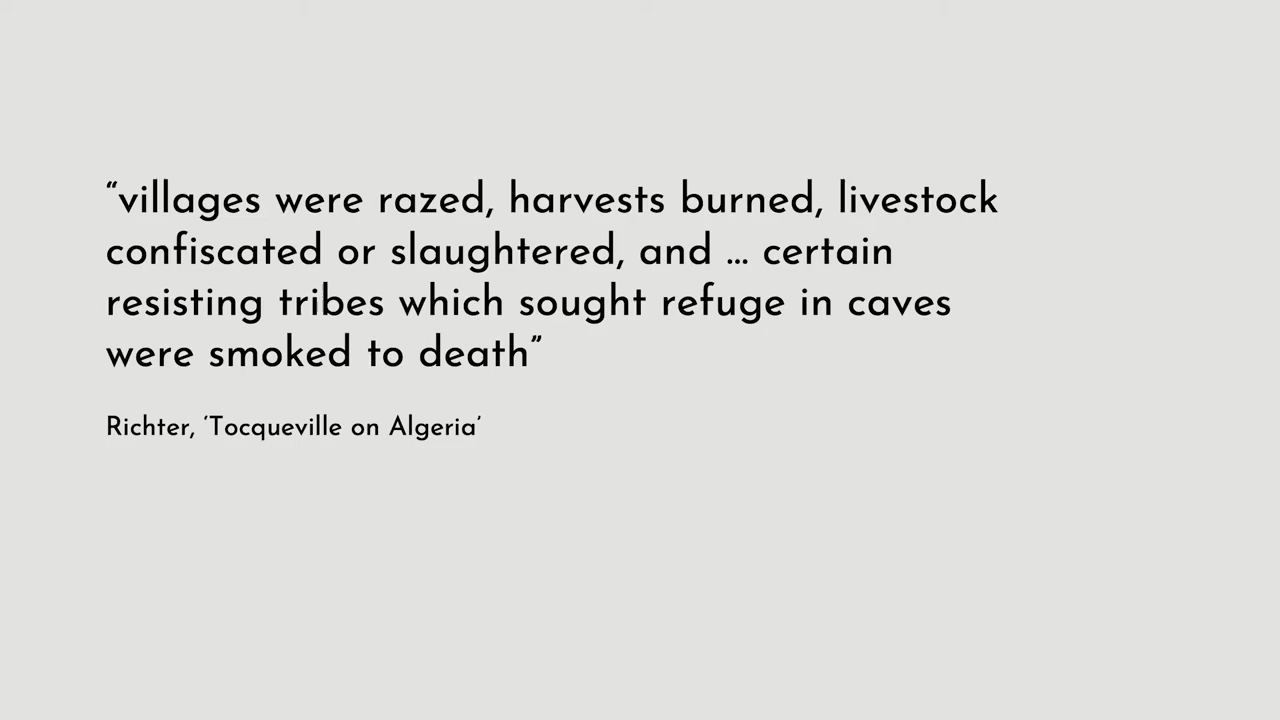 “villages were razed, harvests burned, livestock
confiscated or slaughtered, and ... certain
resisting tribes which sought refuge in caves
were smoked to death”
Richter, ‘Tocqueville on Algeria’